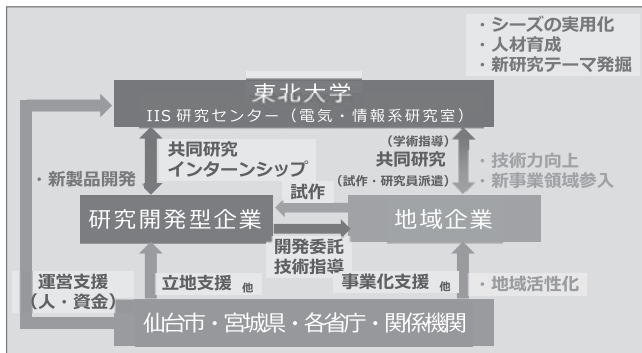 ・シーズの実用化
・人材育成
・新研究テーマ発掘
東北大学
IIS 研究センター（電気・情報系研究室）
共同研究
インターンシップ
（学術指導）
共同研究
（試作・研究員派遣）
・新製品開発
・技術力向上
・新事業領域参入
試作
研究開発型企業
地域企業
開発委託
技術指導
運営支援
（人・資金）
立地支援 他
事業化支援 他
・地域活性化
仙台市・宮城県・各省庁・関係機関